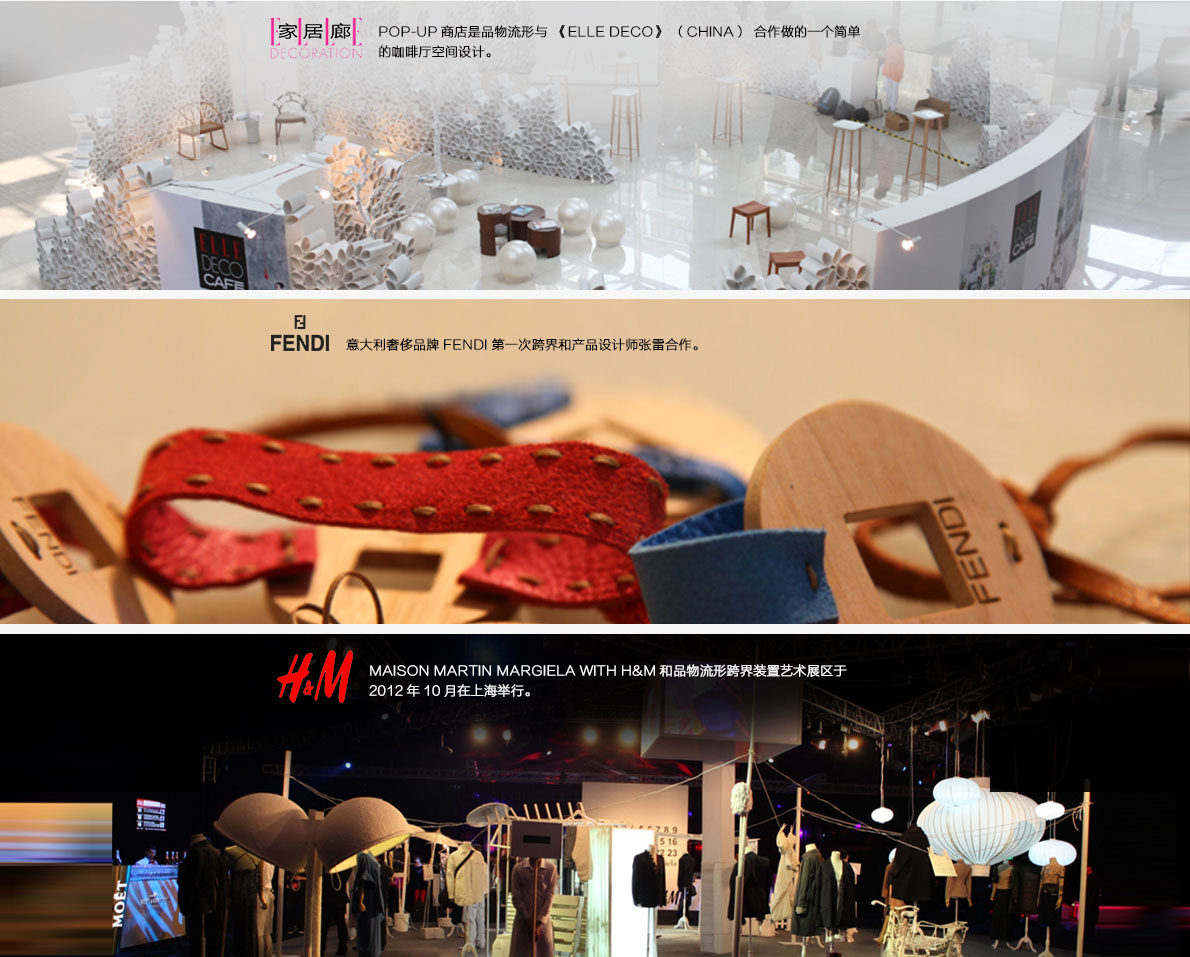 家居廊
DECORATION
POP-UP 商店是品物流形与 《ELLE DECO》（CHINA） 合作做的一个简单
的咖啡厅空间设计。
ELLE
DECO
CAFE
ELLE
DECO
CAFE
FENDI
意大利奢侈品牌 FENDI 第一次跨界和产品设计师张雷合作。
FENDI
FENDI
H&M
MAISON MARTIN MARGIELA WITH H&M 和品物流形跨界装置艺术展区于
2012 年 10 月在上海举行。
MOËT